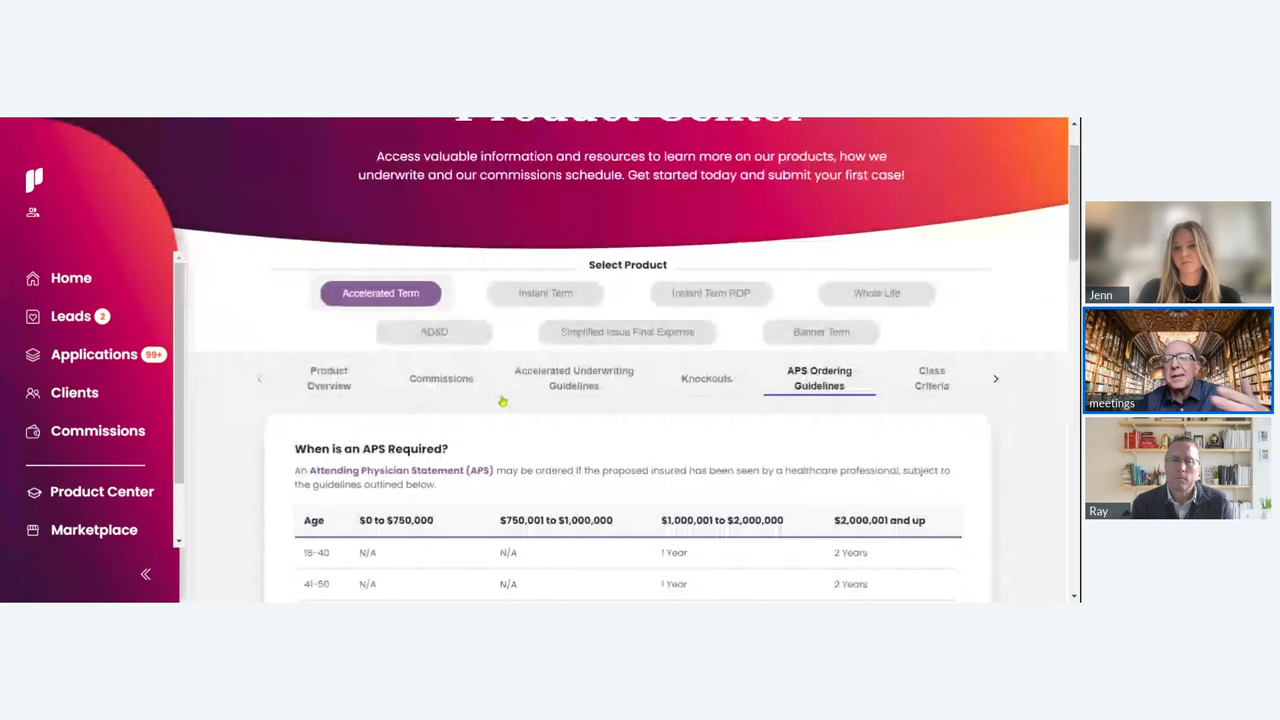 Product Center
Access valuable information and resources to learn more on our products, how we
underwrite and our commissions schedule. Get started today and submit your first case!
Home
Leads 2
Applications 99+
Clients
Commissions
Product Center
Marketplace
Select Product
Accelerated Term
Instant Term
Instant Term RDP
Whole Life
AD&D
Simplified Issue Final Expense
Banner Term
Product
Overview
Commissions
Accelerated Underwriting
Guidelines
Knockouts
APS Ordering
Guidelines
Class
Criteria
When is an APS Required?
An Attending Physician Statement (APS) may be ordered if the proposed insured has been seen by a healthcare professional, subject to
the guidelines outlined below.
Age $0 to $750,000 $750,001 to $1,000,000 $1,000,001 to $2,000,000 $2,000,001 and up
18-40 N/A N/A 1 Year 2 Years
41-50 N/A N/A 1 Year 2 Years
Jenn
meetings
Ray